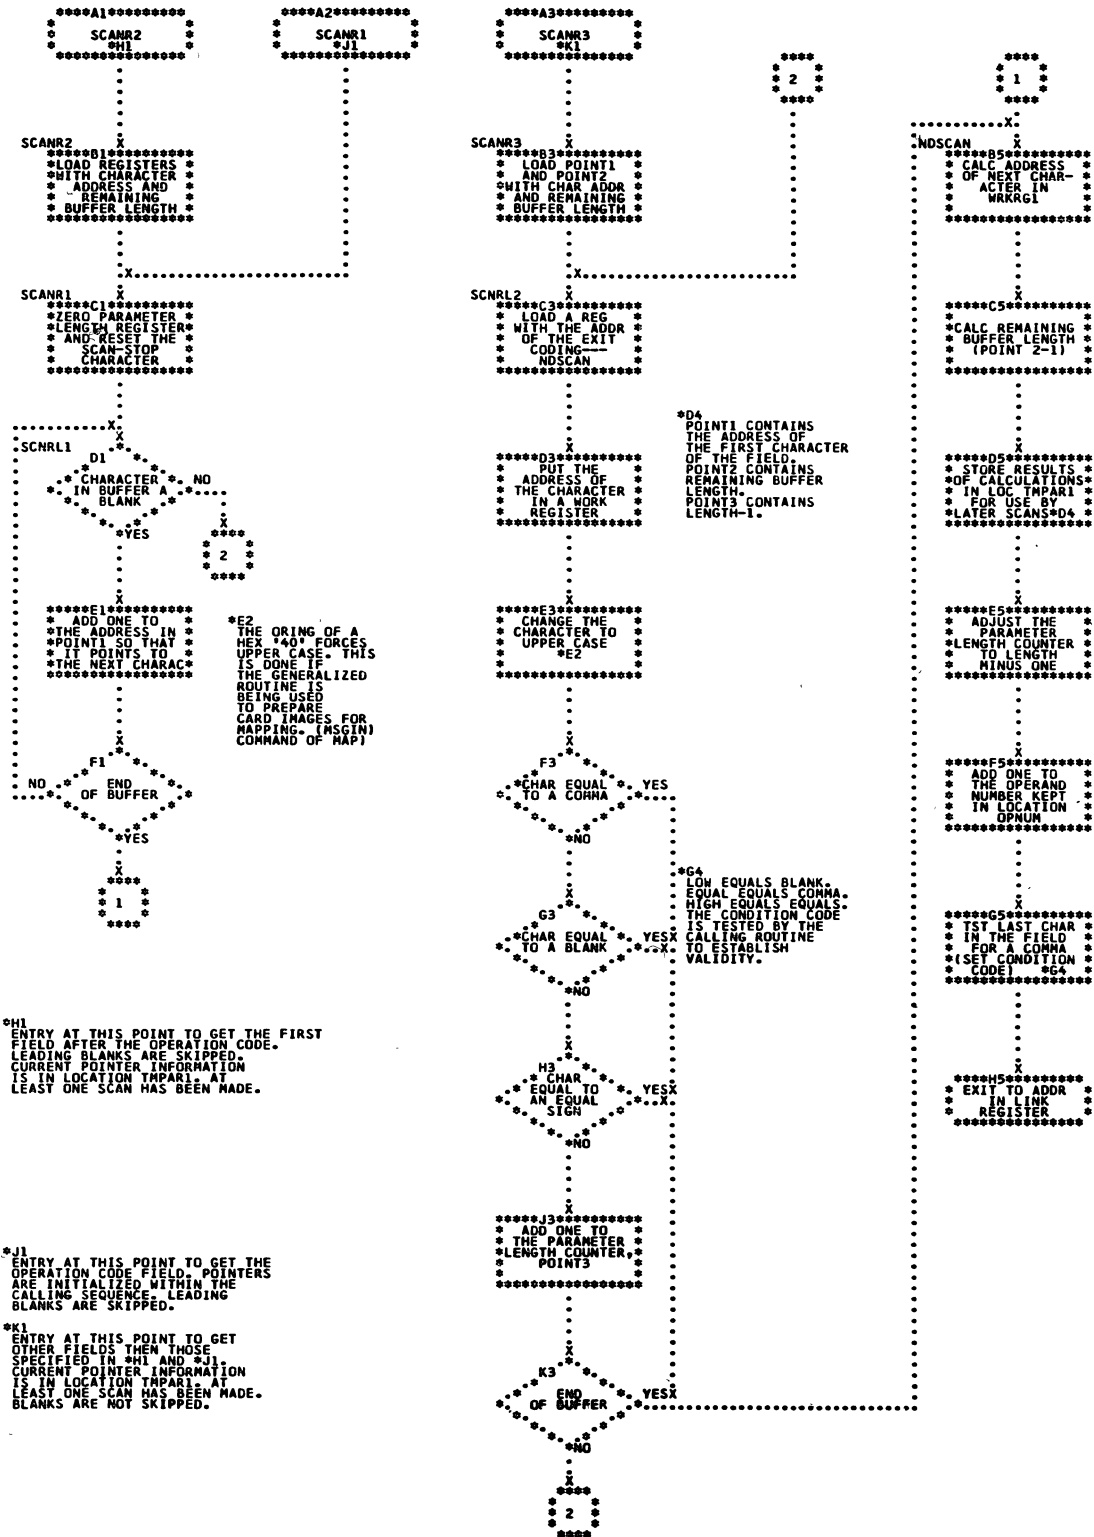 A1
SCANR2
*H1
A2
SCANR1
*J1
A3
SCANR3
*K1
2
1
SCANR2
B1
LOAD REGISTERS
WITH CHARACTER
ADDRESS AND
REMAINING
BUFFER LENGTH
SCANR3
B3
LOAD POINT1
AND POINT2
WITH CHAR ADDR
AND REMAINING
BUFFER LENGTH
NDSCAN
B5
CALC ADDRESS
OF NEXT CHAR-
ACTER IN
WRKRG1
SCANR1
C1
ZERO PARAMETER
LENGTH REGISTER
AND RESET THE
SCAN-STOP
CHARACTER
SCNRL2
C3
LOAD A REG
WITH THE ADDR
OF THE EXIT
CODING---
NDSCAN
C5
CALC REMAINING
BUFFER LENGTH
(POINT 2-1)
SCNRL1
D1
CHARACTER
IN BUFFER A
BLANK
NO
YES
2
D3
PUT THE
ADDRESS OF
THE CHARACTER
IN A WORK
REGISTER
*D4
POINT1 CONTAINS
THE ADDRESS OF
THE FIRST CHARACTER
OF THE FIELD.
POINT2 CONTAINS
REMAINING BUFFER
LENGTH.
POINT3 CONTAINS
LENGTH-1.
D5
STORE RESULTS
OF CALCULATIONS
IN LOC TMPAR1
FOR USE BY
LATER SCANS*D4
E1
ADD ONE TO
THE ADDRESS IN
POINT1 SO THAT
IT POINTS TO
THE NEXT CHARAC
*E2
THE ORING OF A
HEX '40' FORCES
UPPER CASE. THIS
IS DONE IF
THE GENERALIZED
ROUTINE IS
BEING USED
TO PREPARE
CARD IMAGES FOR
MAPPING. (MSGIN)
COMMAND OF MAP)
E3
CHANGE THE
CHARACTER TO
UPPER CASE
*E2
E5
ADJUST THE
PARAMETER
LENGTH COUNTER
TO LENGTH
MINUS ONE
F1
END
OF BUFFER
NO
YES
1
F3
CHAR EQUAL
TO A COMMA
YES
NO
F5
ADD ONE TO
THE OPERAND
NUMBER KEPT
IN LOCATION
OPNUM
G3
CHAR EQUAL
TO A BLANK
YES
NO
*G4
LOW EQUALS BLANK.
EQUAL EQUALS COMMA.
HIGH EQUALS EQUALS.
THE CONDITION CODE
IS TESTED BY THE
CALLING ROUTINE
TO ESTABLISH
VALIDITY.
G5
TST LAST CHAR
IN THE FIELD
FOR A COMMA
(SET CONDITION
CODE) *G4
*H1
ENTRY AT THIS POINT TO GET THE FIRST
FIELD AFTER THE OPERATION CODE.
LEADING BLANKS ARE SKIPPED.
CURRENT POINTER INFORMATION
IS IN LOCATION TMPAR1. AT
LEAST ONE SCAN HAS BEEN MADE.
H3
CHAR
EQUAL TO
AN EQUAL
SIGN
YES
NO
H5
EXIT TO ADDR
IN LINK
REGISTER
J3
ADD ONE TO
THE PARAMETER
LENGTH COUNTER,
POINT3
*J1
ENTRY AT THIS POINT TO GET THE
OPERATION CODE FIELD. POINTERS
ARE INITIALIZED WITHIN THE
CALLING SEQUENCE. LEADING
BLANKS ARE SKIPPED.
*K1
ENTRY AT THIS POINT TO GET
OTHER FIELDS THEN THOSE
SPECIFIED IN *H1 AND *J1.
CURRENT POINTER INFORMATION
IS IN LOCATION TMPAR1. AT
LEAST ONE SCAN HAS BEEN MADE.
BLANKS ARE NOT SKIPPED.
K3
END
OF BUFFER
YES
NO
2